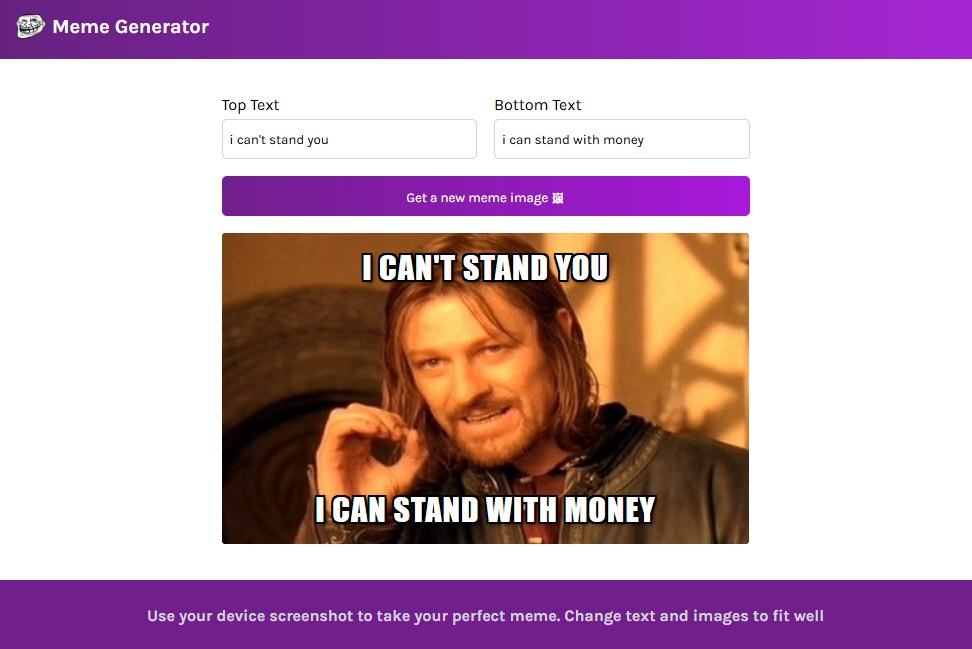 Meme Generator
Top Text
Bottom Text
i can't stand you
i can stand with money
Get a new meme image 🖼
I CAN'T STAND YOU
I CAN STAND WITH MONEY
Use your device screenshot to take your perfect meme. Change text and images to fit well